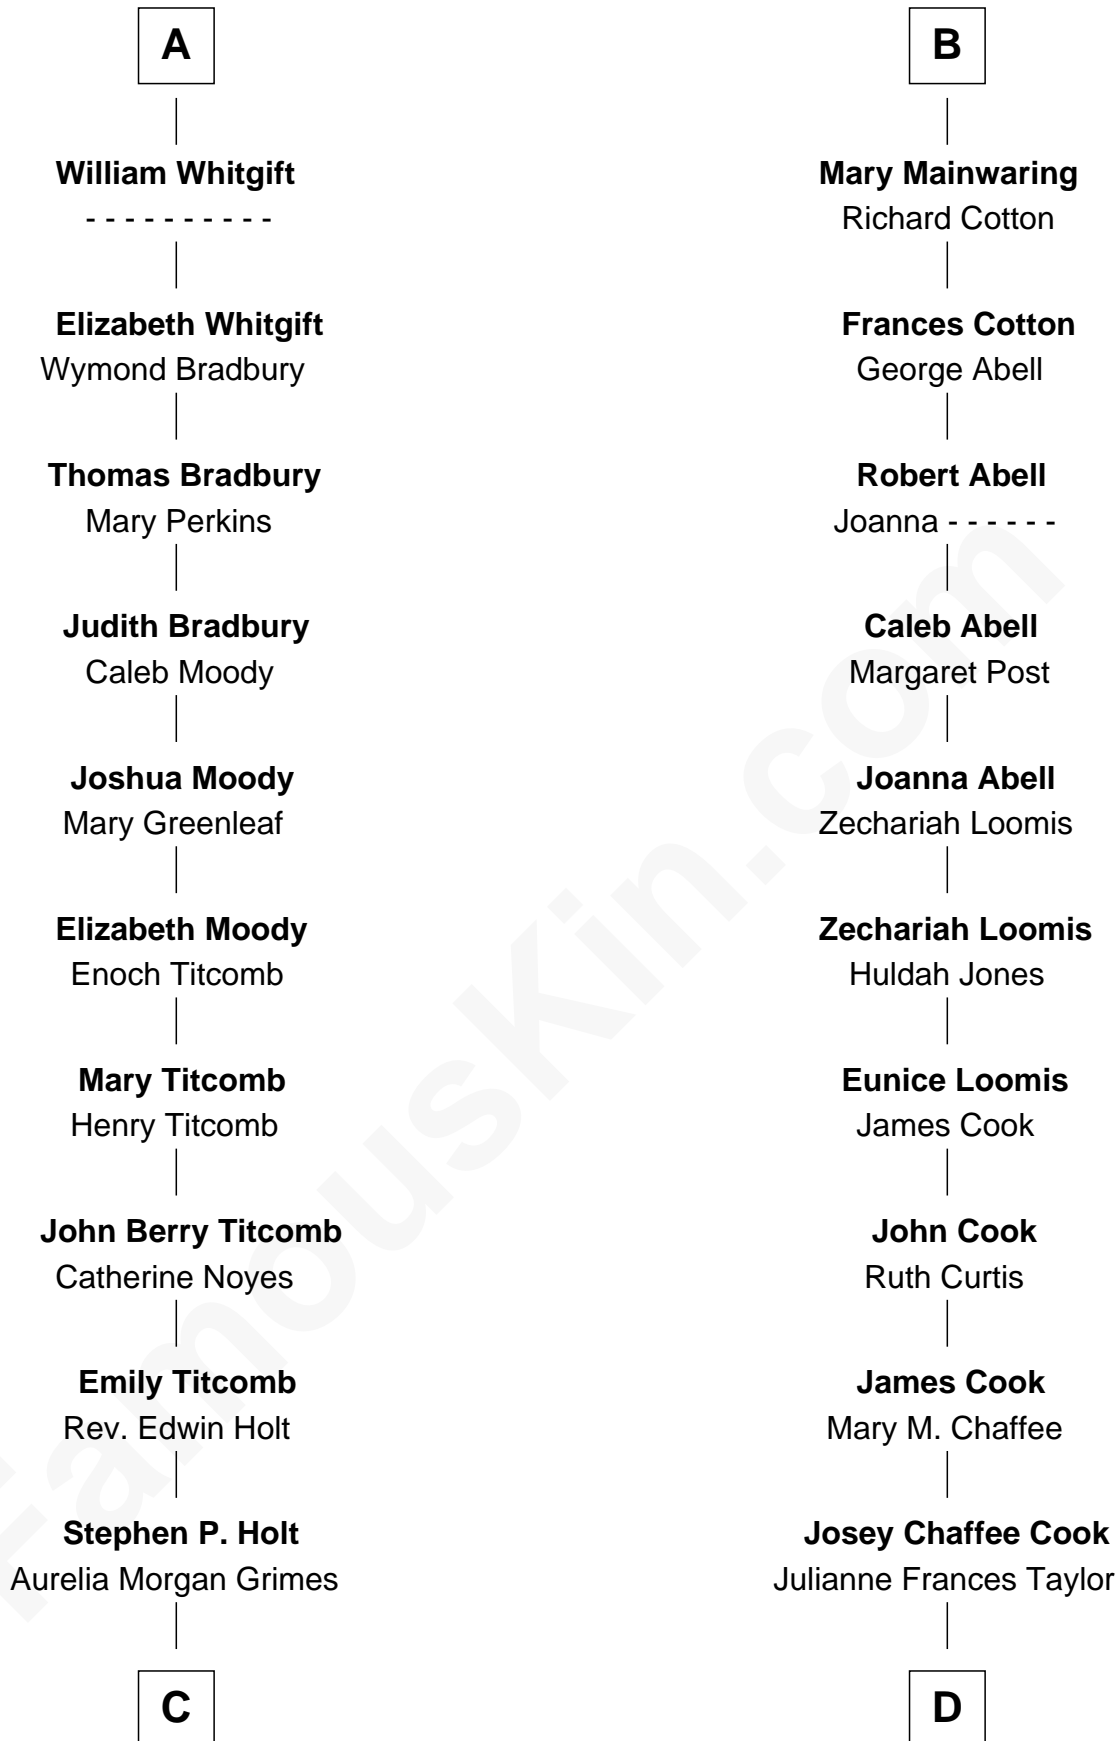 A
William Whitgift
- - - - - - - - - -
Elizabeth Whitgift
Wymond Bradbury
Thomas Bradbury
Mary Perkins
Judith Bradbury
Caleb Moody
Joshua Moody
Mary Greenleaf
Elizabeth Moody
Enoch Titcomb
Mary Titcomb
Henry Titcomb
John Berry Titcomb
Catherine Noyes
Emily Titcomb
Rev. Edwin Holt
Stephen P. Holt
Aurelia Morgan Grimes
C
B
Mary Mainwaring
Richard Cotton
Frances Cotton
George Abell
Robert Abell
Joanna - - - - - -
Caleb Abell
Margaret Post
Joanna Abell
Zechariah Loomis
Zechariah Loomis
Huldah Jones
Eunice Loomis
James Cook
John Cook
Ruth Curtis
James Cook
Mary M. Chaffee
Josey Chaffee Cook
Julianne Frances Taylor
D
FamousKin.com